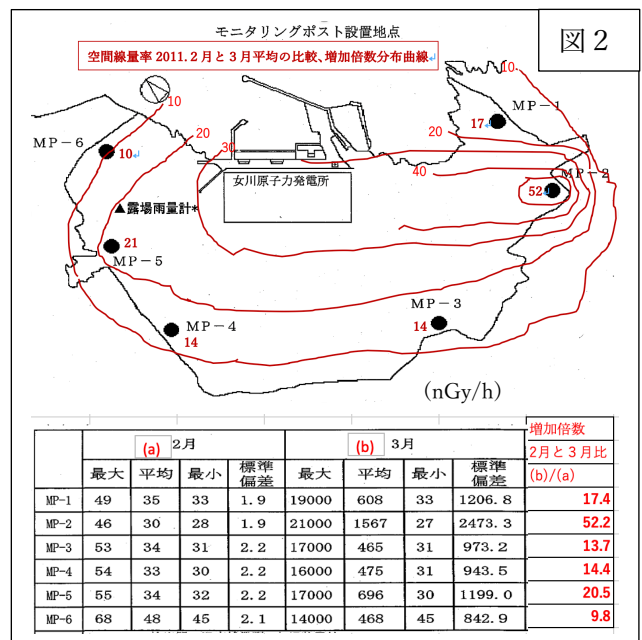 図２
モニタリングポスト設置地点
空間線量率 2011.2月と３月平均の比較、増加倍数分布曲線
10
10
20
30
20
40
MP－1
17
MP－6
10
MP－2
52
女川原子力発電所
▲露場雨量計*
21
MP－5
MP－3
14
MP－4
14
(nGy/h)
増加倍数
2月と３月比
(b)/(a)
(a) 2月 (b) 3月
最大 平均 最小 標準偏差 最大 平均 最小 標準偏差
MP-1 49 35 33 1.9 19000 608 33 1206.8 17.4
MP-2 46 30 28 1.9 21000 1567 27 2473.3 52.2
MP-3 53 34 31 2.2 17000 465 31 973.2 13.7
MP-4 54 33 30 2.2 16000 475 31 943.5 14.4
MP-5 55 34 32 2.2 17000 696 30 1199.0 20.5
MP-6 68 48 45 2.1 14000 468 45 842.9 9.8